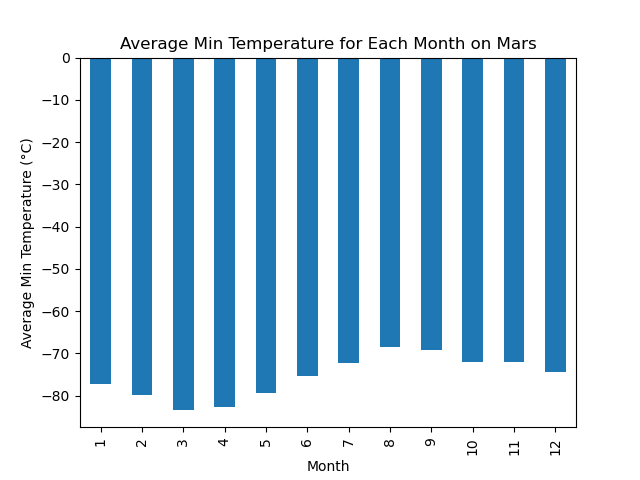 Average Min Temperature for Each Month on Mars
0
−10
−20
−30
−40
−50
−60
−70
−80
Average Min Temperature (°C)
1 2 3 4 5 6 7 8 9 10 11 12
Month